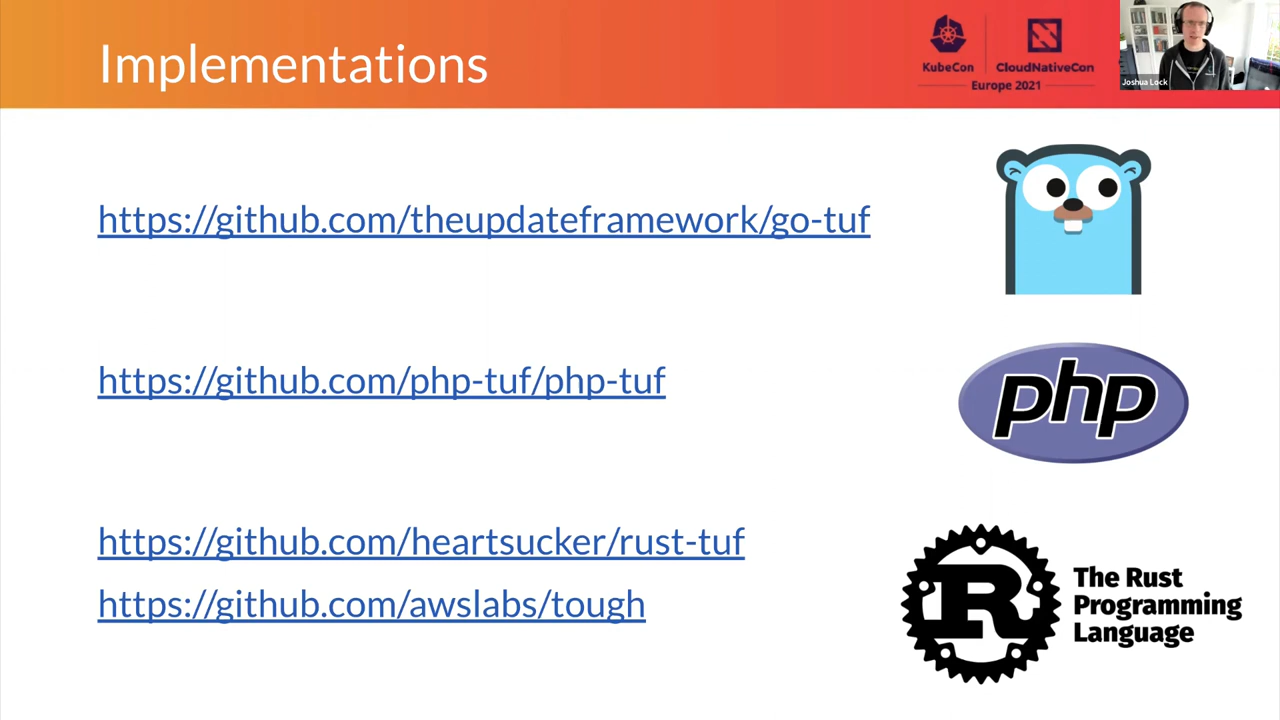 Implementations
KubeCon
CloudNativeCon
Europe 2021
Joshua Lock
https://github.com/theupdateframework/go-tuf
https://github.com/php-tuf/php-tuf
php
https://github.com/heartsucker/rust-tuf
https://github.com/awslabs/tough
R
The Rust
Programming
Language